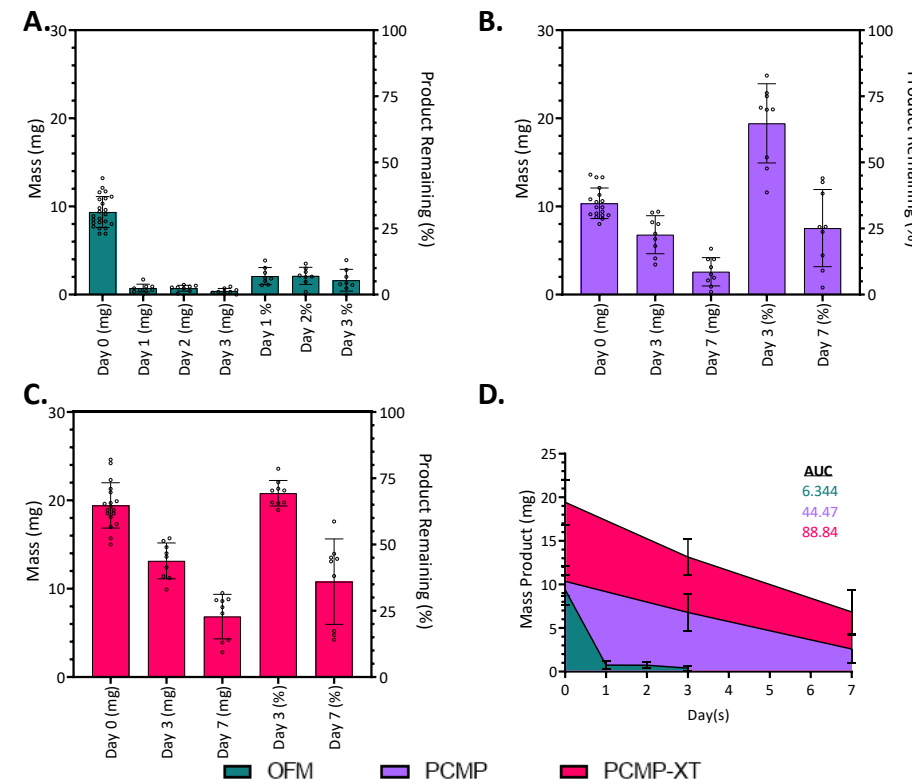 A.
30
20
10
0
Mass (mg)
100
75
50
25
0
Product Remaining (%)
Day 0 (mg)
Day 1 (mg)
Day 2 (mg)
Day 3 (mg)
Day 1 %
Day 2%
Day 3 %
B.
30
20
10
0
Mass (mg)
100
75
50
25
0
Product Remaining (%)
Day 0 (mg)
Day 3 (mg)
Day 7 (mg)
Day 3 (%)
Day 7 (%)
C.
30
20
10
0
Mass (mg)
100
75
50
25
0
Product Remaining (%)
Day 0 (mg)
Day 3 (mg)
Day 7 (mg)
Day 3 (%)
Day 7 (%)
D.
25
20
15
10
5
0
Mass Product (mg)
AUC
6.344
44.47
88.84
0 1 2 3 4 5 6 7
Day(s)
OFM PCMP PCMP-XT